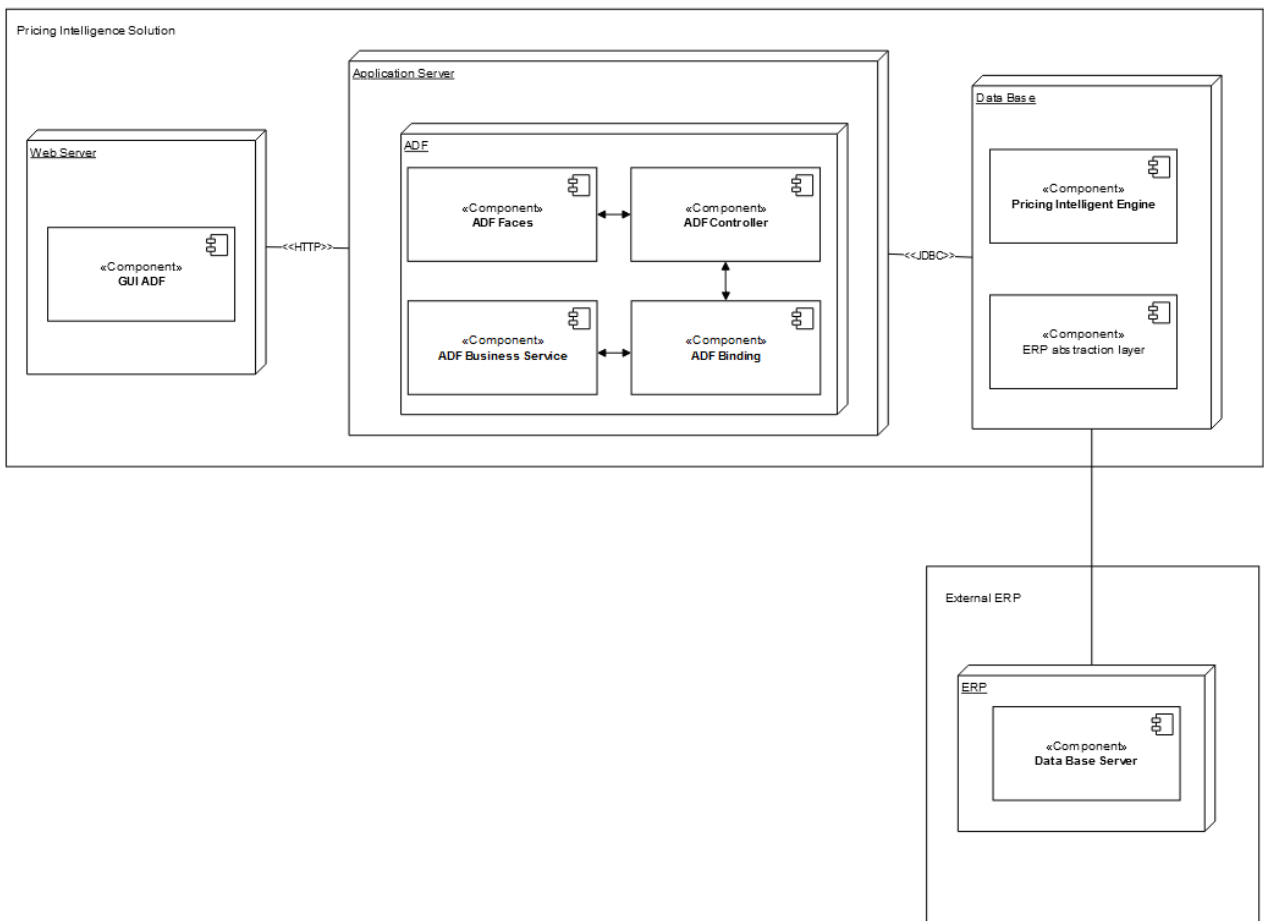 Pricing Intelligence Solution
Web Server
«Component»
GUI ADF
<<HTTP>>
Application Server
ADF
«Component»
ADF Faces
«Component»
ADF Controller
«Component»
ADF Business Service
«Component»
ADF Binding
<<JDBC>>
Data Base
«Component»
Pricing Intelligent Engine
«Component»
ERP abstraction layer
External ERP
ERP
«Component»
Data Base Server